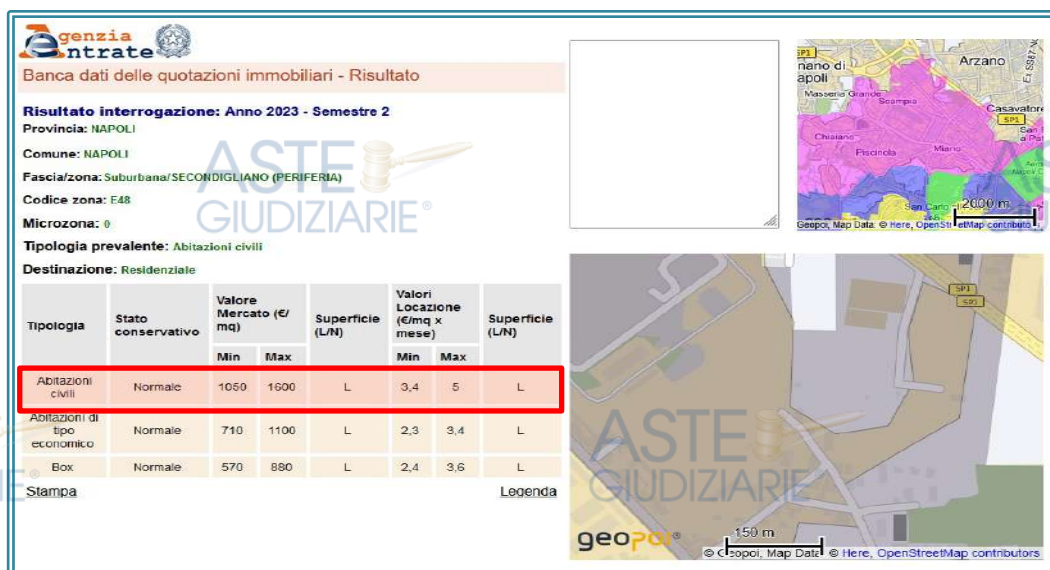 Agenzia
Entrate
Banca dati delle quotazioni immobiliari - Risultato
Risultato interrogazione: Anno 2023 - Semestre 2
Provincia: NAPOLI
Comune: NAPOLI
Fascia/zona: Suburbana/SECONDIGLIANO (PERIFERIA)
Codice zona: E48
Microzona: 0
Tipologia prevalente: Abitazioni civili
Destinazione: Residenziale
Tipologia Stato conservativo Valore Mercato (€/mq) Superficie (L/N) Valori Locazione (€/mq x mese) Superficie (L/N)
Min Max Min Max
Abitazioni civili Normale 1050 1600 L 3,4 5 L
Abitazioni di tipo economico Normale 710 1100 L 2,3 3,4 L
Box Normale 570 880 L 2,4 3,6 L
Stampa Legenda
ASTE
GIUDIZIARIE®
SP1
nano di
apoli
Arzano
Masseria Grande
Scampia
Casavatore
SP1
Chiaiano
Piscinola
Miano
San Carlo
2000 m
Geopoi, Map Data: © Here, OpenStreetMap contributo
SP1
SP1
ASTE
GIUDIZIARIE
geopoi®
150 m
© Geopoi, Map Data © Here, OpenStreetMap contributors